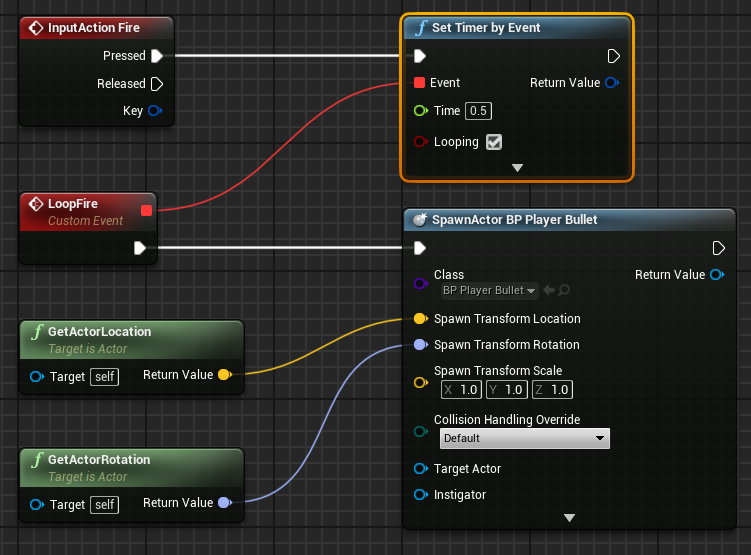 InputAction Fire
Pressed
Released
Key
f Set Timer by Event
Event
Return Value
Time 0.5
Looping
LoopFire
Custom Event
SpawnActor BP Player Bullet
Class
Return Value
BP Player Bullet
Spawn Transform Location
Spawn Transform Rotation
Spawn Transform Scale
X 1.0 Y 1.0 Z 1.0
Collision Handling Override
Default
Target Actor
Instigator
f GetActorLocation
Target is Actor
Target self Return Value
f GetActorRotation
Target is Actor
Target self Return Value